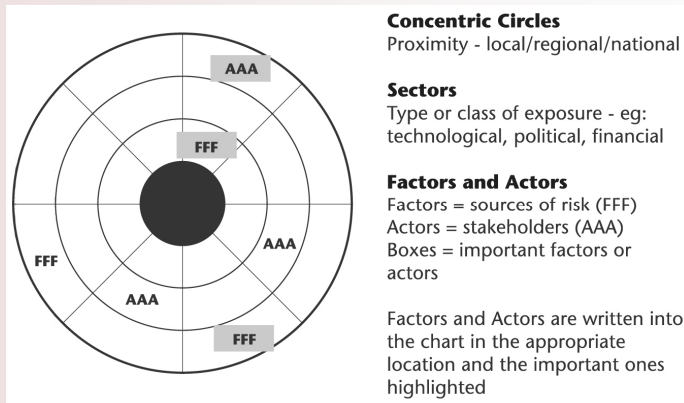 AAA
FFF
AAA
FFF
AAA
FFF
Concentric Circles
Proximity - local/regional/national
Sectors
Type or class of exposure - eg:
technological, political, financial
Factors and Actors
Factors = sources of risk (FFF)
Actors = stakeholders (AAA)
Boxes = important factors or
actors
Factors and Actors are written into
the chart in the appropriate
location and the important ones
highlighted